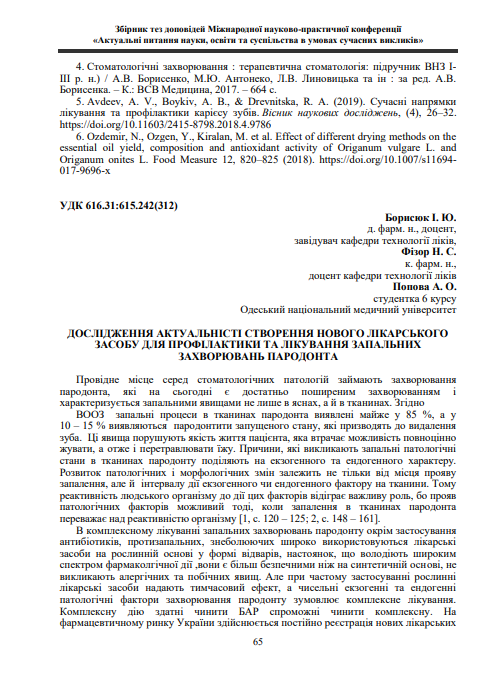 Збірник тез доповідей Міжнародної науково-практичної конференції
«Актуальні питання науки, освіти та суспільства в умовах сучасних викликів»
4. Стоматологічні захворювання : терапевтична стоматологія: підручник ВНЗ І-
ІІІ р. н.) / А.В. Борисенко, М.Ю. Антонеко, Л.В. Линовицька та ін : за ред. А.В.
Борисенка. – К.: ВСВ Медицина, 2017. – 664 с.
5. Avdeev, A. V., Boykiv, A. B., & Drevnitska, R. A. (2019). Сучасні напрямки
лікування та профілактики карієсу зубів. Вісник наукових досліджень, (4), 26–32.
https://doi.org/10.11603/2415-8798.2018.4.9786
6. Ozdemir, N., Ozgen, Y., Kiralan, M. et al. Effect of different drying methods on the
essential oil yield, composition and antioxidant activity of Origanum vulgare L. and
Origanum onites L. Food Measure 12, 820–825 (2018). https://doi.org/10.1007/s11694-
017-9696-x
УДК 616.31:615.242(312)
Борисюк І. Ю.
д. фарм. н., доцент,
завідувач кафедри технології ліків,
Фізор Н. С.
к. фарм. н.,
доцент кафедри технології ліків
Попова А. О.
студентка 6 курсу
Одеський національний медичний університет
ДОСЛІДЖЕННЯ АКТУАЛЬНІСТІ СТВОРЕННЯ НОВОГО ЛІКАРСЬКОГО
ЗАСОБУ ДЛЯ ПРОФІЛАКТИКИ ТА ЛІКУВАННЯ ЗАПАЛЬНИХ
ЗАХВОРЮВАНЬ ПАРОДОНТА
Провідне місце серед стоматологічних патологій займають захворювання
пародонта, які на сьогодні є достатньо поширеним захворюванням і
характеризується запальними явищами не лише в яснах, а й в тканинах. Згідно
ВООЗ запальні процеси в тканинах пародонта виявлені майже у 85 %, а у
10 – 15 % виявляються пародонтити запущеного стану, які призводять до видалення
зуба. Ці явища порушують якість життя пацієнта, яка втрачає можливість повноцінно
жувати, а отже і перетравлювати їжу. Причини, які викликають запальні патологічні
стани в тканинах пародонту поділяють на екзогенного та ендогенного характеру.
Розвиток патологічних і морфологічних змін залежить не тільки від місця прояву
запалення, але й інтервалу дії екзогенного чи ендогенного фактору на тканини. Тому
реактивність людського організму до дії цих факторів відіграє важливу роль, бо прояв
патологічних факторів можливий тоді, коли запалення в тканинах пародонта
переважає над реактивністю організму [1, с. 120 – 125; 2, с. 148 – 161].
В комплексному лікуванні запальних захворювань пародонту окрім застосування
антибіотиків, протизапальних, знеболюючих широко використовуються лікарські
засоби на рослинній основі у формі відварів, настоянок, що володіють широким
спектром фармакологчної дії ,вони є більш безпечними ніж на синтетичній основі, не
викликають алергічних та побічних явищ. Але при частому застосуванні рослинні
лікарські засоби надають тимчасовий ефект, а чисельні екзогенні та ендогенні
патологічні фактори захворювання пародонту зумовлює комплексне лікування.
Комплексну дію здатні чинити БАР спроможні чинити комплексну. На
фармацевтичному ринку України здійснюється постійно реєстрація нових лікарських
65